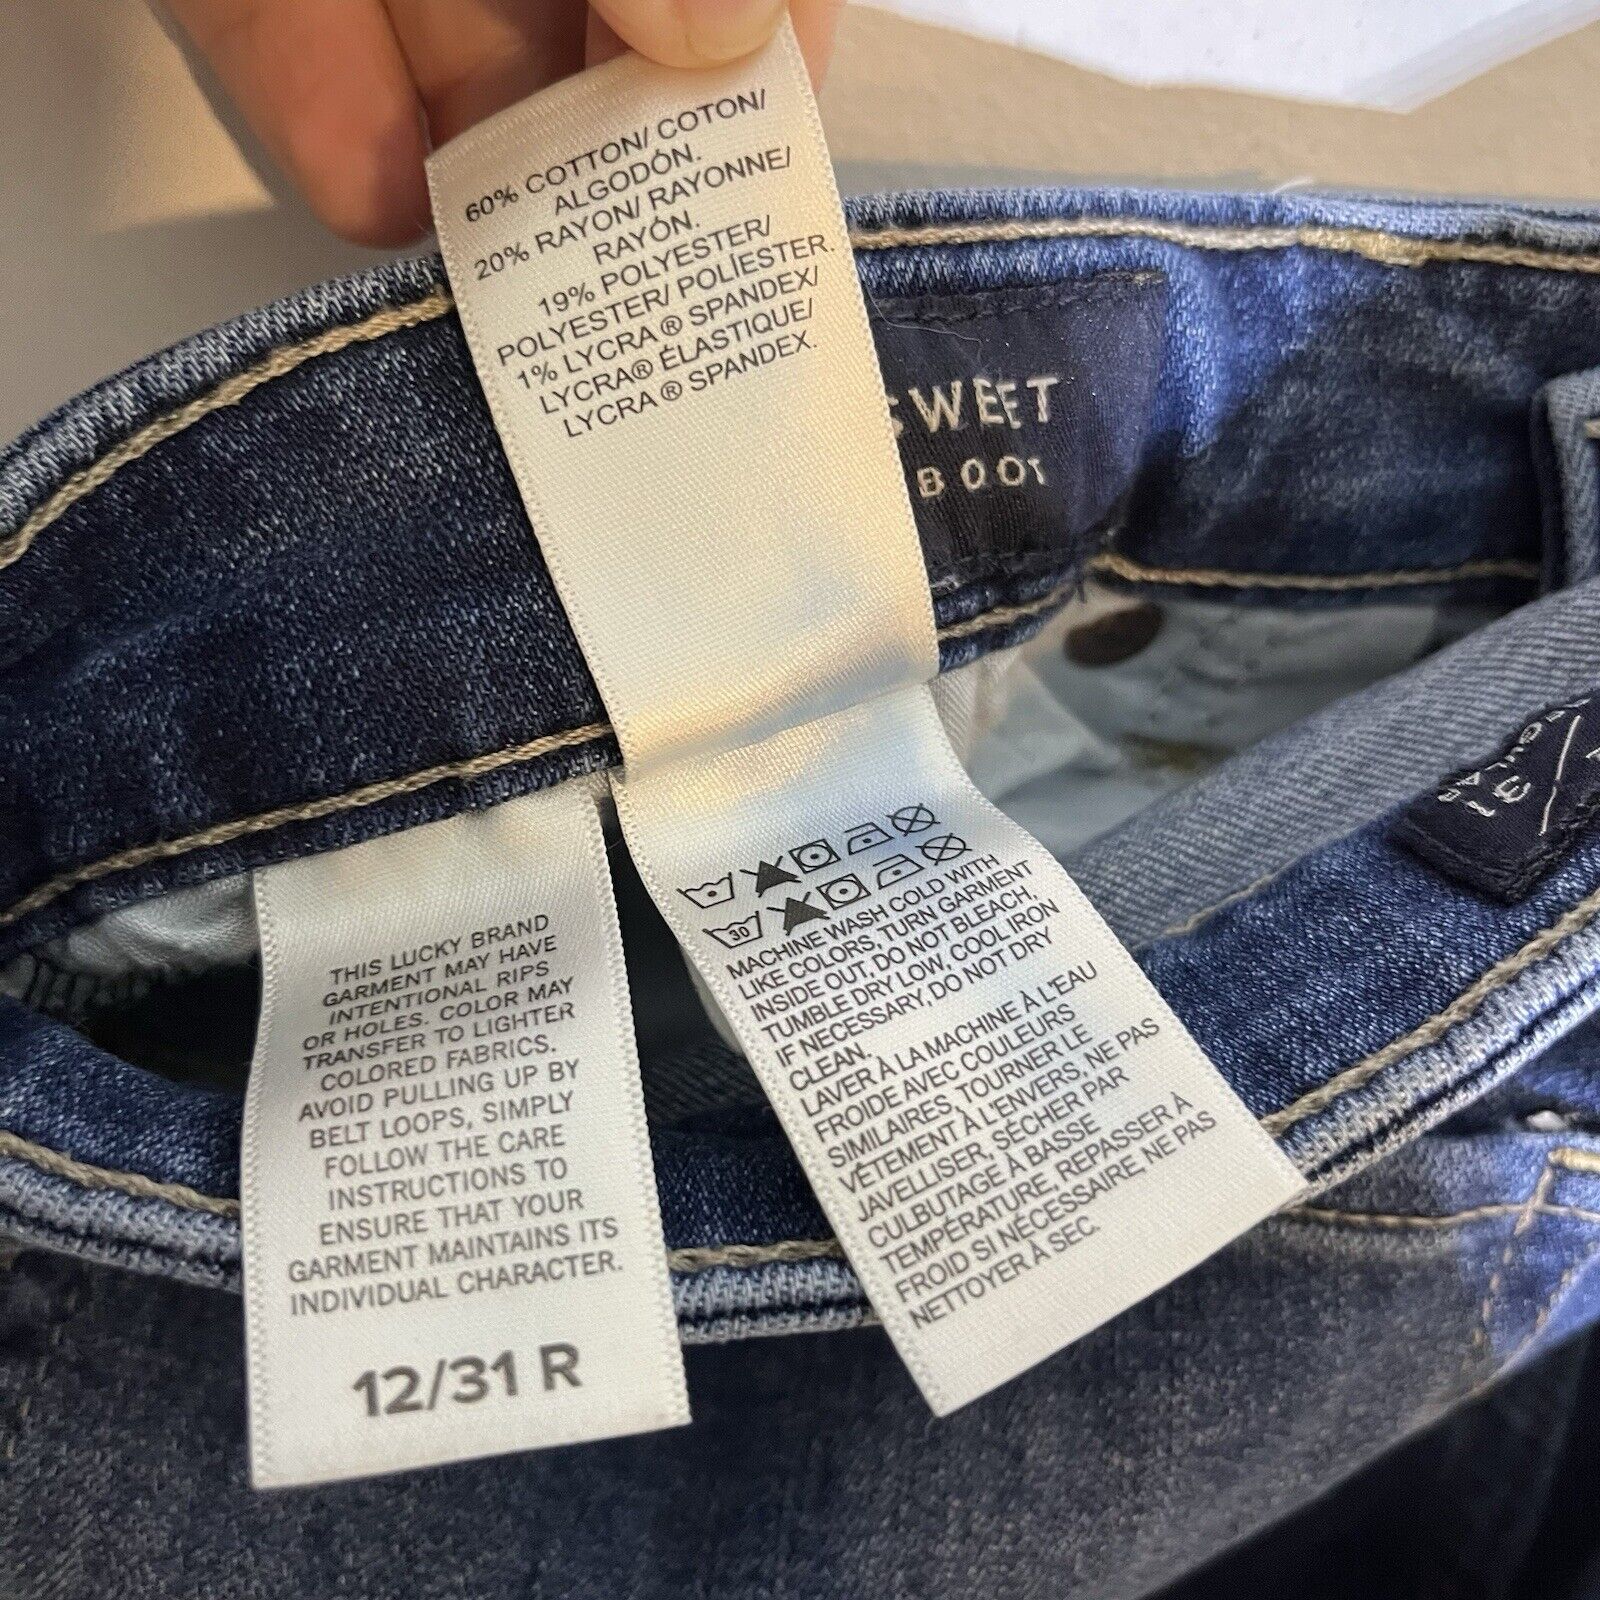 60% COTTON/ COTON/
ALGODÓN.
20% RAYON/ RAYONNE/
RAYÓN.
19% POLYESTER/
POLYESTER/ POLIESTER.
1% LYCRA ® SPANDEX/
LYCRA® ÉLASTIQUE/
LYCRA ® SPANDEX.
SWEET
BOOT
30
MACHINE WASH COLD WITH
LIKE COLORS, TURN GARMENT
INSIDE OUT, DO NOT BLEACH,
TUMBLE DRY LOW, COOL IRON
IF NECESSARY, DO NOT DRY
CLEAN.
LAVER À LA MACHINE À L'EAU
FROIDE AVEC COULEURS
SIMILAIRES, TOURNER LE
VÊTEMENT À L'ENVERS, NE PAS
JAVELLISER, SÉCHER PAR
CULBUTAGE À BASSE
TEMPÉRATURE, REPASSER À
FROID SI NÉCESSAIRE NE PAS
NETTOYER À SEC.
THIS LUCKY BRAND
GARMENT MAY HAVE
INTENTIONAL RIPS
OR HOLES. COLOR MAY
TRANSFER TO LIGHTER
COLORED FABRICS.
AVOID PULLING UP BY
BELT LOOPS, SIMPLY
FOLLOW THE CARE
INSTRUCTIONS TO
ENSURE THAT YOUR
GARMENT MAINTAINS ITS
INDIVIDUAL CHARACTER.
12/31 R